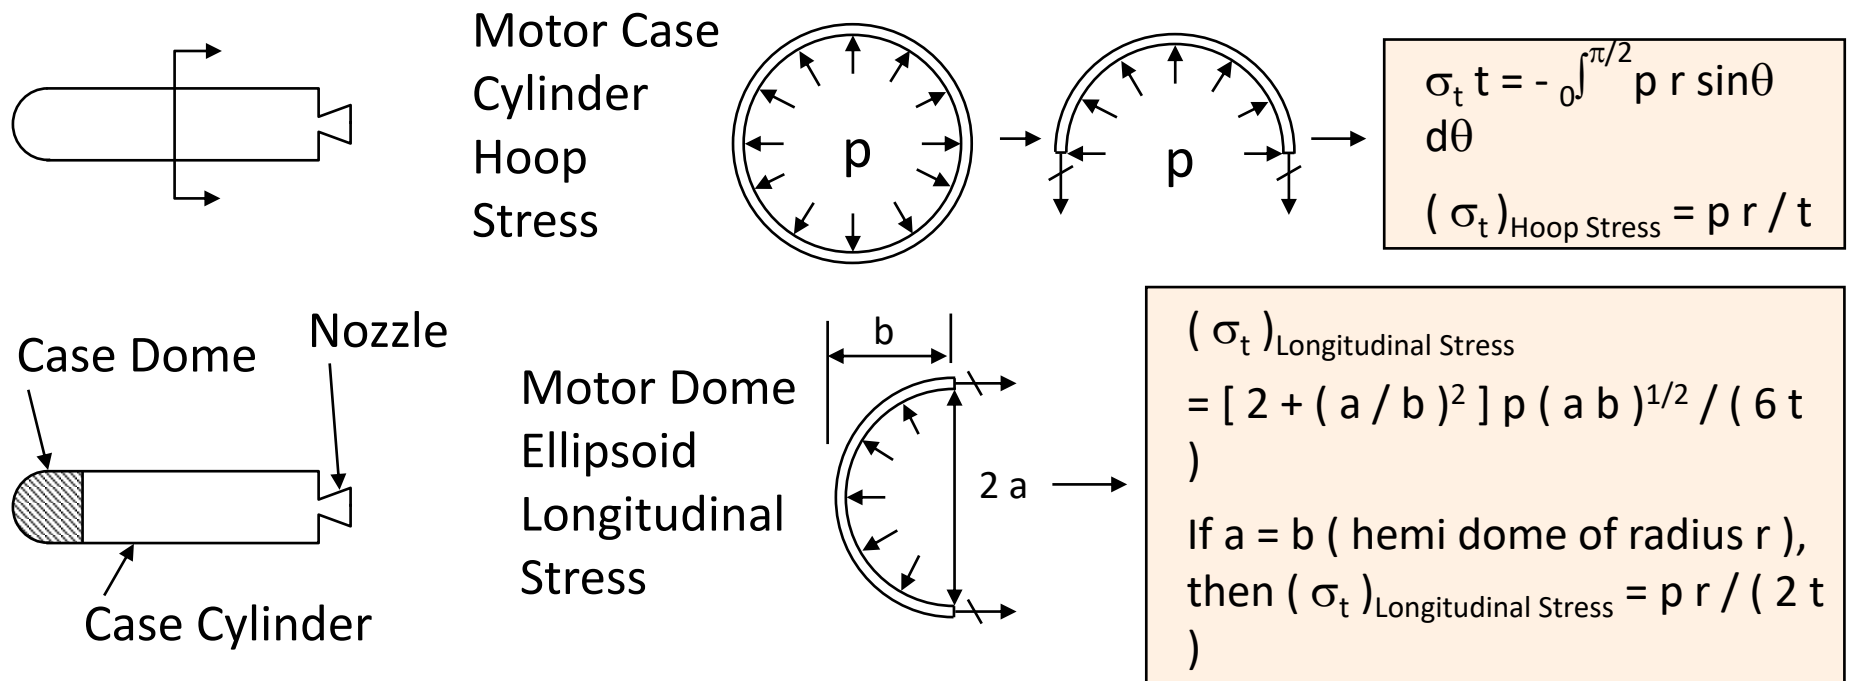 Motor Case
Cylinder
Hoop
Stress
p
p
σt t = - 0∫π/2 p r sinθ
dθ
( σt )Hoop Stress = p r / t
Case Dome
Nozzle
Case Cylinder
Motor Dome
Ellipsoid
Longitudinal
Stress
b
2 a
( σt )Longitudinal Stress
= [ 2 + ( a / b )2 ] p ( a b )1/2 / ( 6 t
)
If a = b ( hemi dome of radius r ),
then ( σt )Longitudinal Stress = p r / ( 2 t
)